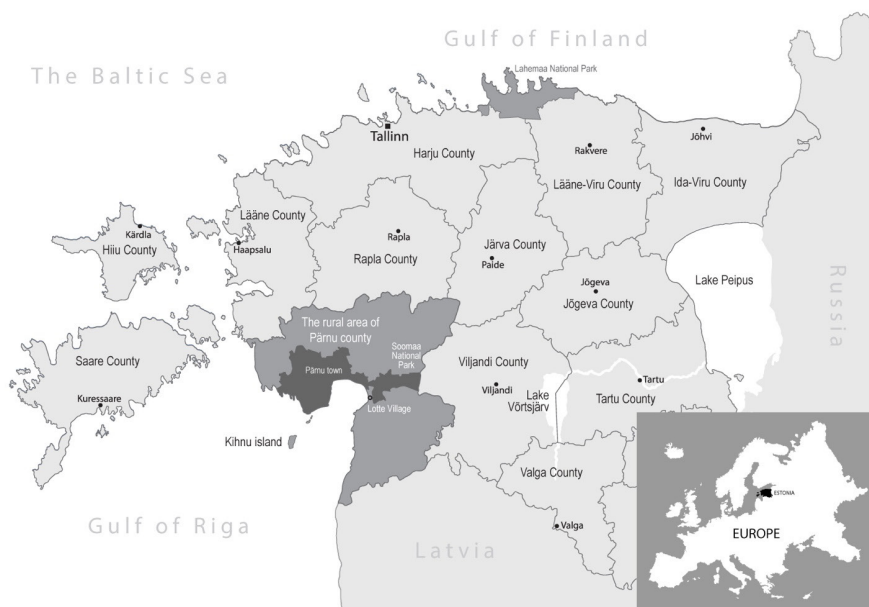 Gulf of Finland
The Baltic Sea
Lahemaa National Park
Tallinn
Harju County
Rakvere
Lääne-Viru County
Jõhvi
Ida-Viru County
Lääne County
Haapsalu
Kärdla
Hiiu County
Rapla
Rapla County
Järva County
Paide
Jõgeva
Jõgeva County
Lake Peipus
Russia
The rural area of
Pärnu county
Soomaa
National
Park
Pärnu town
Lotte Village
Saare County
Kuressaare
Kihnu island
Viljandi County
Viljandi
Lake
Võrtsjärv
Tartu
Tartu County
Valga County
Valga
Gulf of Riga
Latvia
ESTONIA
EUROPE